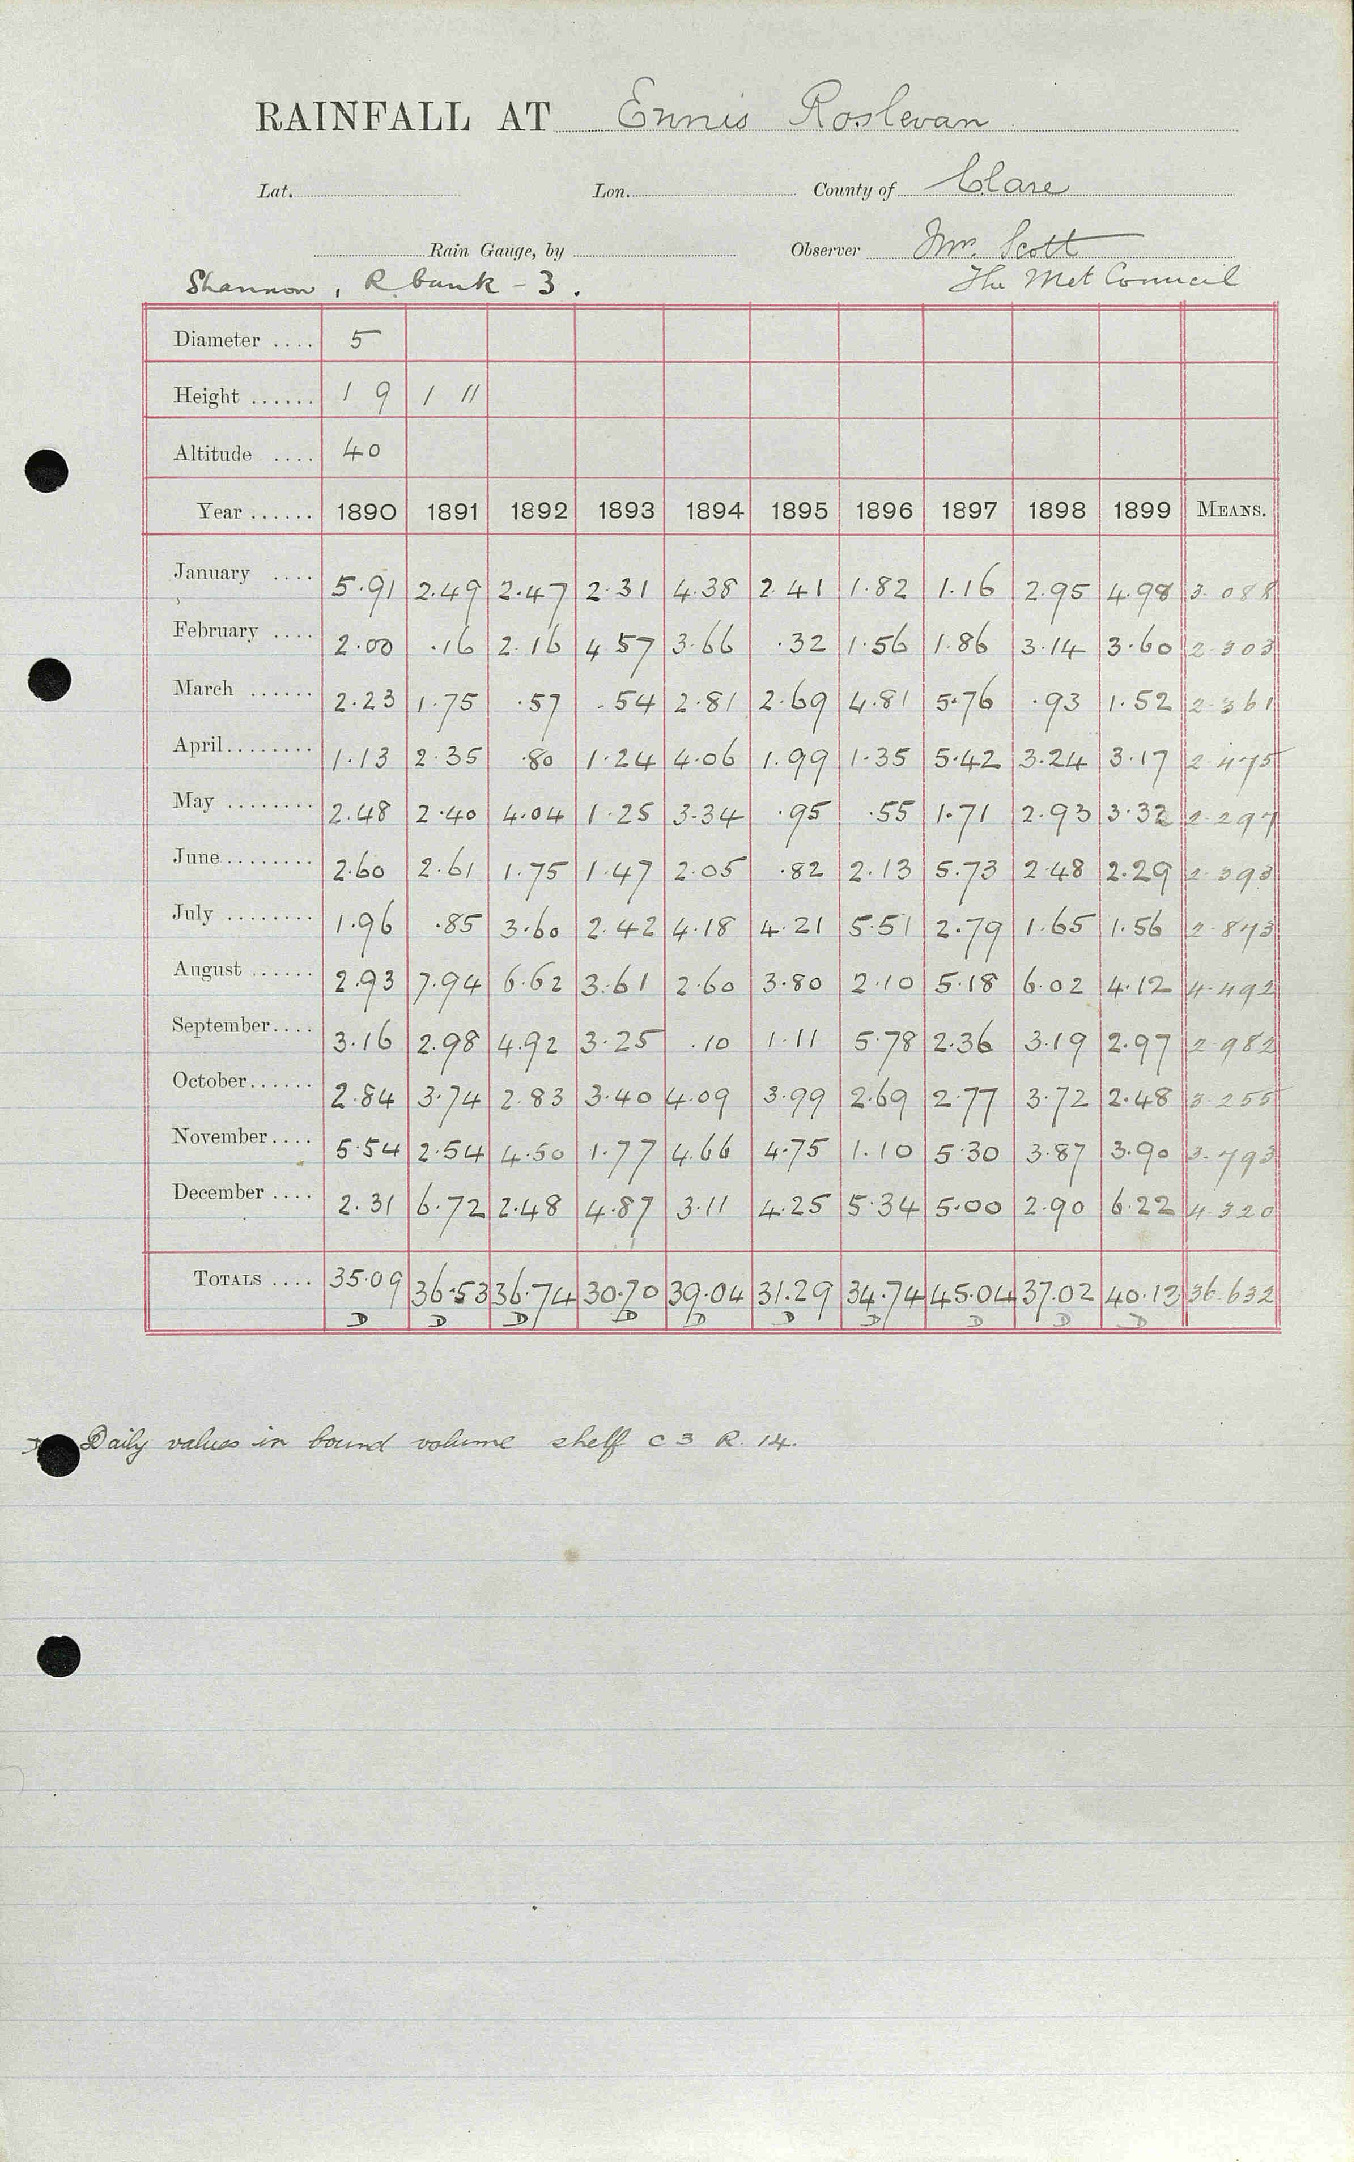 RAINFALL AT Ennis Roslevan
Lat. Lon. County of Clare
Rain Gauge, by Observer Mr. Scott
Shannon, R. bank - 3. The Met Council
Diameter .... 5
Height ...... 1 9 1 11
Altitude .... 40
Year ...... 1890 1891 1892 1893 1894 1895 1896 1897 1898 1899 MEANS.
January .... 5.91 2.49 2.47 2.31 4.38 2.41 1.82 1.16 2.95 4.98 3.088
February .... 2.00 .16 2.16 4.57 3.66 .32 1.56 1.86 3.14 3.60 2.303
March ...... 2.23 1.75 .57 .54 2.81 2.69 4.81 5.76 .93 1.52 2.361
April ........ 1.13 2.35 .80 1.24 4.06 1.99 1.35 5.42 3.24 3.17 2.475
May ........ 2.48 2.40 4.04 1.25 3.34 .95 .55 1.71 2.93 3.32 2.297
June ......... 2.60 2.61 1.75 1.47 2.05 .82 2.13 5.73 2.48 2.29 2.393
July ........ 1.96 .85 3.60 2.42 4.18 4.21 5.51 2.79 1.65 1.56 2.873
August ...... 2.93 7.94 6.62 3.61 2.60 3.80 2.10 5.18 6.02 4.12 4.492
September .... 3.16 2.98 4.92 3.25 .10 1.11 5.78 2.36 3.19 2.97 2.982
October ...... 2.84 3.74 2.83 3.40 4.09 3.99 2.69 2.77 3.72 2.48 3.255
November .... 5.54 2.54 4.50 1.77 4.66 4.75 1.10 5.30 3.87 3.90 3.793
December .... 2.31 6.72 2.48 4.87 3.11 4.25 5.34 5.00 2.90 6.22 4.320
TOTALS .... 35.09 36.53 36.74 30.70 39.04 31.29 34.74 45.04 37.02 40.13 36.632
D D D D D D D D D D
Daily values in bound volume shelf C3 R. 14.